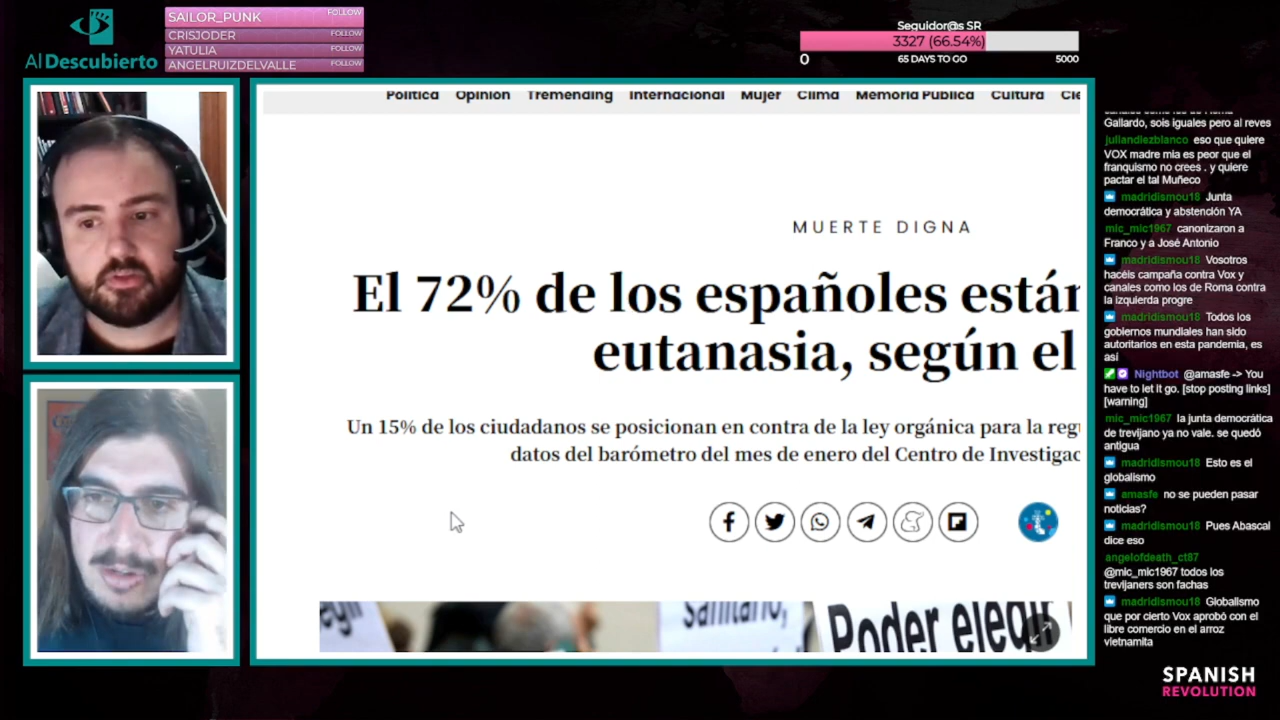 Al Descubierto
SAILOR_PUNK FOLLOW
CRISJODER FOLLOW
YATULIA FOLLOW
ANGELRUIZDELVALLE FOLLOW
Seguidor@s SR
3327 (66.54%)
0 65 DAYS TO GO 5000
Política Opinión Tremending Internacional Mujer Clima Memoria Pública Cultura
MUERTE DIGNA
El 72% de los españoles están
eutanasia, según el
Un 15% de los ciudadanos se posicionan en contra de la ley orgánica para la
datos del barómetro del mes de enero del Centro de
Sanitario,
Poder elegi
Gallardo, sois iguales pero al reves
juliandiezblanco eso que quiere
VOX madre mia es peor que el
franquismo no crees . y quiere
pactar el tal Muñeco
madridismou18 Junta
democrática y abstención YA
mic_mic1967 canonizaron a
Franco y a José Antonio
madridismou18 Vosotros
hacéis campaña contra Vox y
canales como los de Roma contra
la izquierda progre
madridismou18 Todos los
gobiernos mundiales han sido
autoritarios en esta pandemia, es
así
Nightbot @amasfe -> You
have to let it go. [stop posting links]
[warning]
mic_mic1967 la junta democrática
de trevijano ya no vale. se quedó
antigua
madridismou18 Esto es el
globalismo
amasfe no se pueden pasar
noticias?
madridismou18 Pues Abascal
dice eso
angelofdeath_ct87
@mic_mic1967 todos los
trevijaners son fachas
madridismou18 Globalismo
que por cierto Vox aprobó con el
libre comercio en el arroz
vietnamita
SPANISH
REVOLUTION